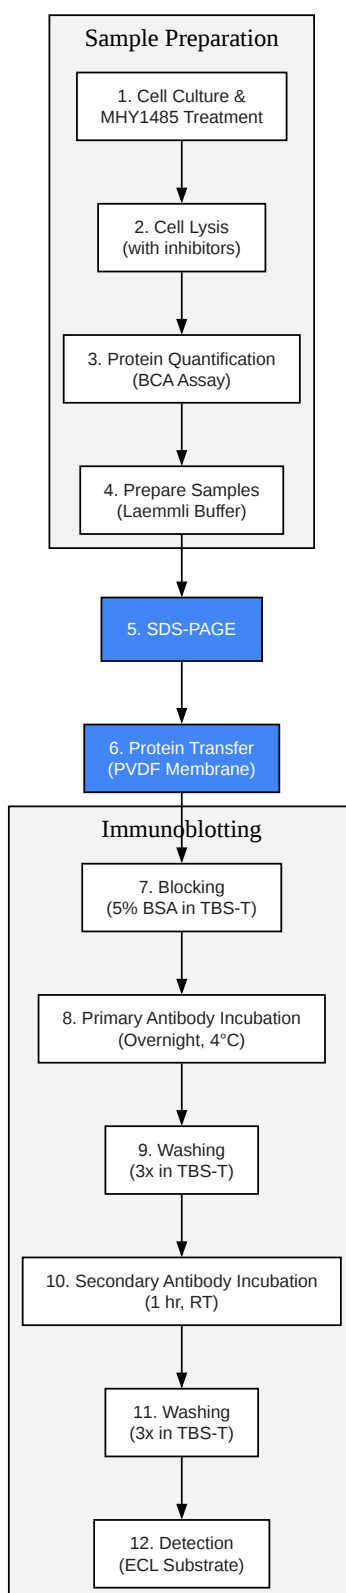 Sample Preparation
1. Cell Culture &
MHY1485 Treatment
2. Cell Lysis
(with inhibitors)
3. Protein Quantification
(BCA Assay)
4. Prepare Samples
(Laemmli Buffer)
5. SDS-PAGE
6. Protein Transfer
(PVDF Membrane)
Immunoblotting
7. Blocking
(5% BSA in TBS-T)
8. Primary Antibody Incubation
(Overnight, 4°C)
9. Washing
(3x in TBS-T)
10. Secondary Antibody Incubation
(1 hr, RT)
11. Washing
(3x in TBS-T)
12. Detection
(ECL Substrate)